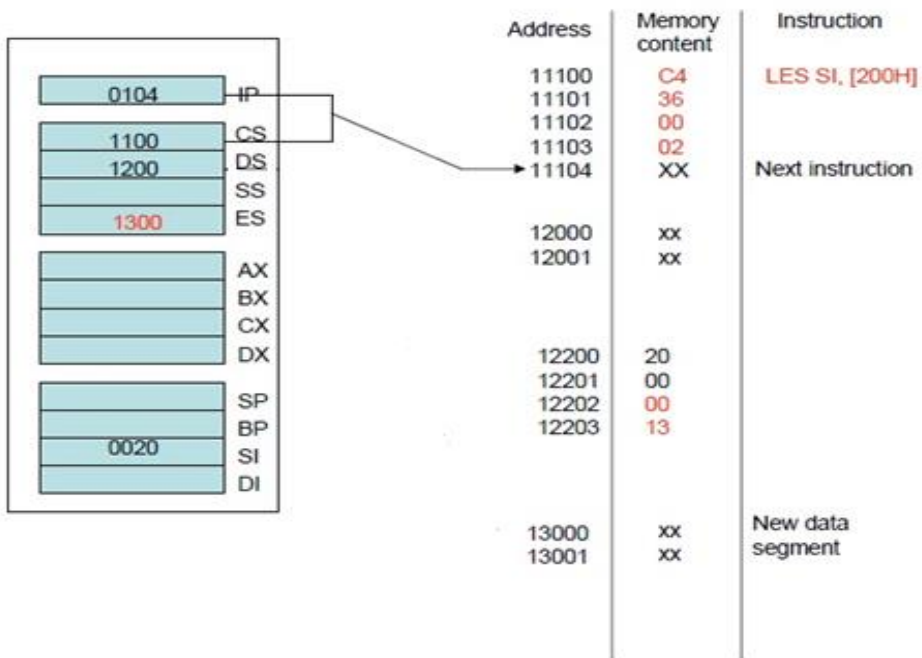 Address Memory content Instruction
0104 IP
1100 CS
1200 DS
SS
1300 ES
AX
BX
CX
DX
SP
BP
0020 SI
DI
11100 C4 LES SI, [200H]
11101 36
11102 00
11103 02
11104 XX Next instruction
12000 xx
12001 xx
12200 20
12201 00
12202 00
12203 13
13000 xx New data
13001 xx segment